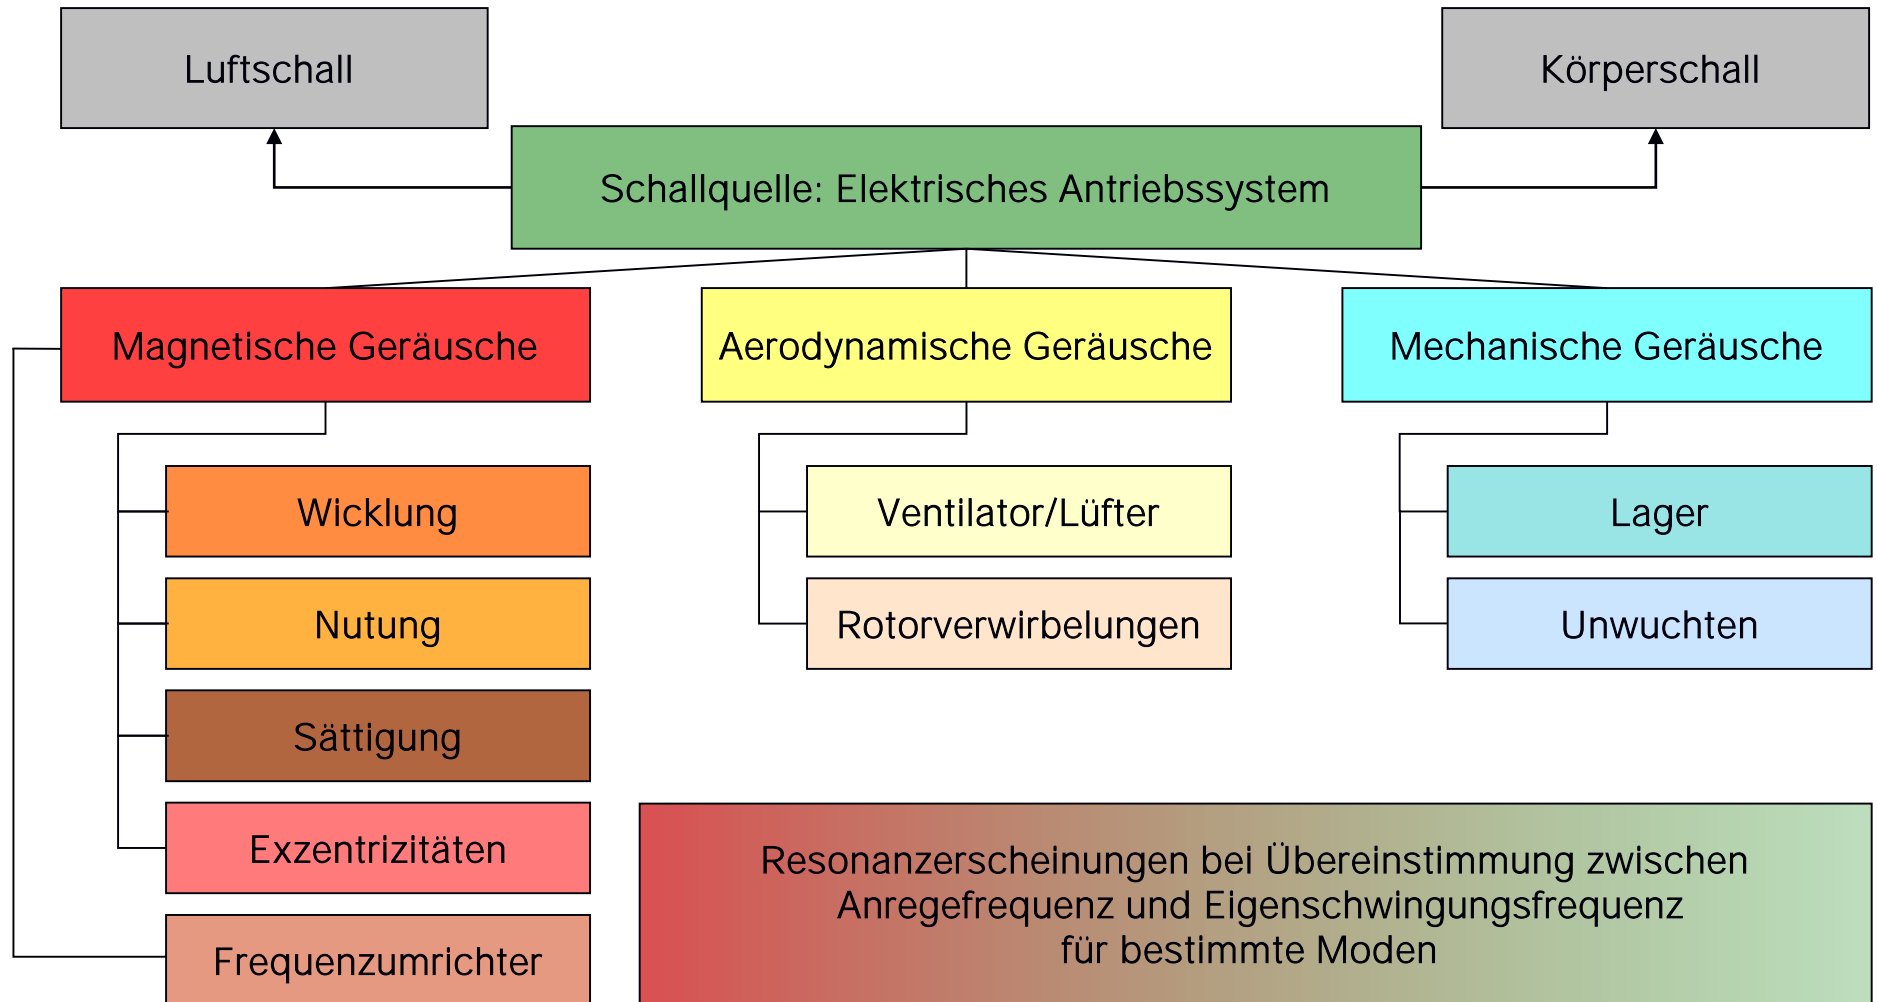 Luftschall
Körperschall
Schallquelle: Elektrisches Antriebssystem
Magnetische Geräusche
Aerodynamische Geräusche
Mechanische Geräusche
Wicklung
Ventilator/Lüfter
Lager
Nutung
Rotorverwirbelungen
Unwuchten
Sättigung
Exzentrizitäten
Frequenzumrichter
Resonanzerscheinungen bei Übereinstimmung zwischen
Anregefrequenz und Eigenschwingungsfrequenz
für bestimmte Moden